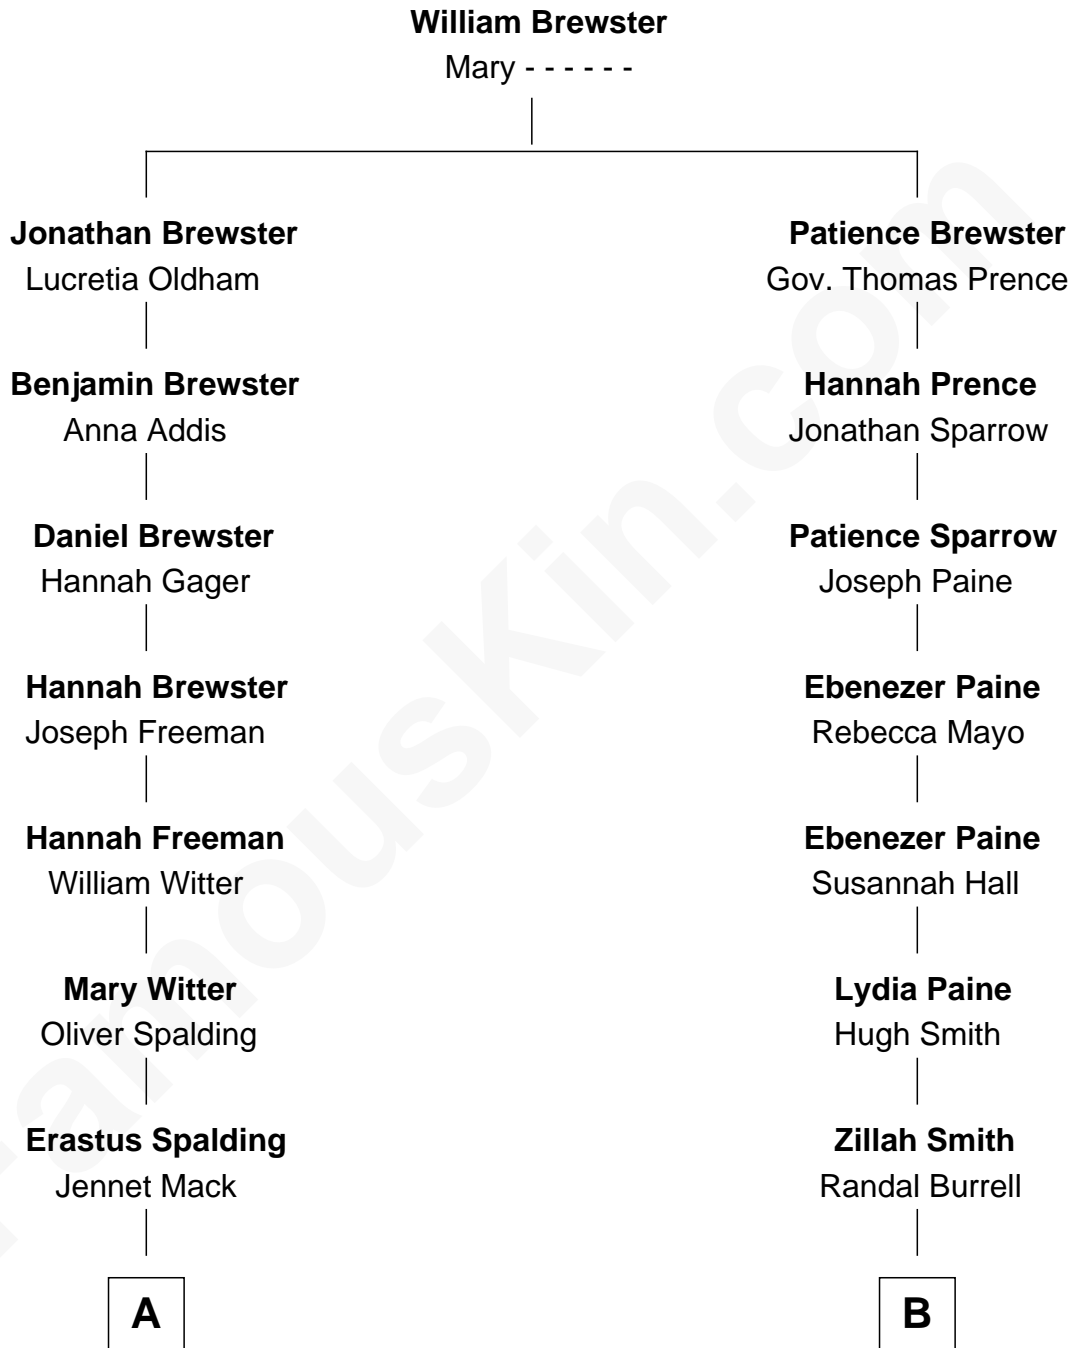 William Brewster
Mary - - - - - -
Jonathan Brewster
Lucretia Oldham
Patience Brewster
Gov. Thomas Prence
Benjamin Brewster
Anna Addis
Hannah Prence
Jonathan Sparrow
Daniel Brewster
Hannah Gager
Patience Sparrow
Joseph Paine
Hannah Brewster
Joseph Freeman
Ebenezer Paine
Rebecca Mayo
Hannah Freeman
William Witter
Ebenezer Paine
Susannah Hall
Mary Witter
Oliver Spalding
Lydia Paine
Hugh Smith
Erastus Spalding
Jennet Mack
Zillah Smith
Randal Burrell
A
B
FamousKin.com